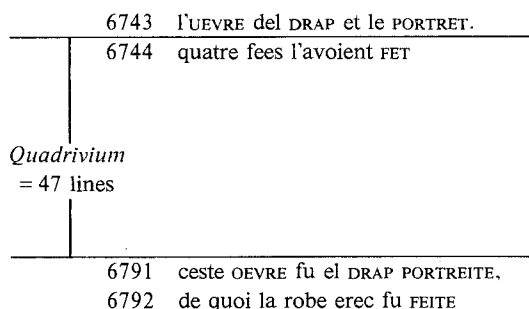 6743 l'UEVRE del DRAP et le PORTRET.
6744 quatre fees l'avoient FET
Quadrivium
= 47 lines
6791 ceste OEVRE fu el DRAP PORTREITE,
6792 de quoi la robe erec fu FEITE